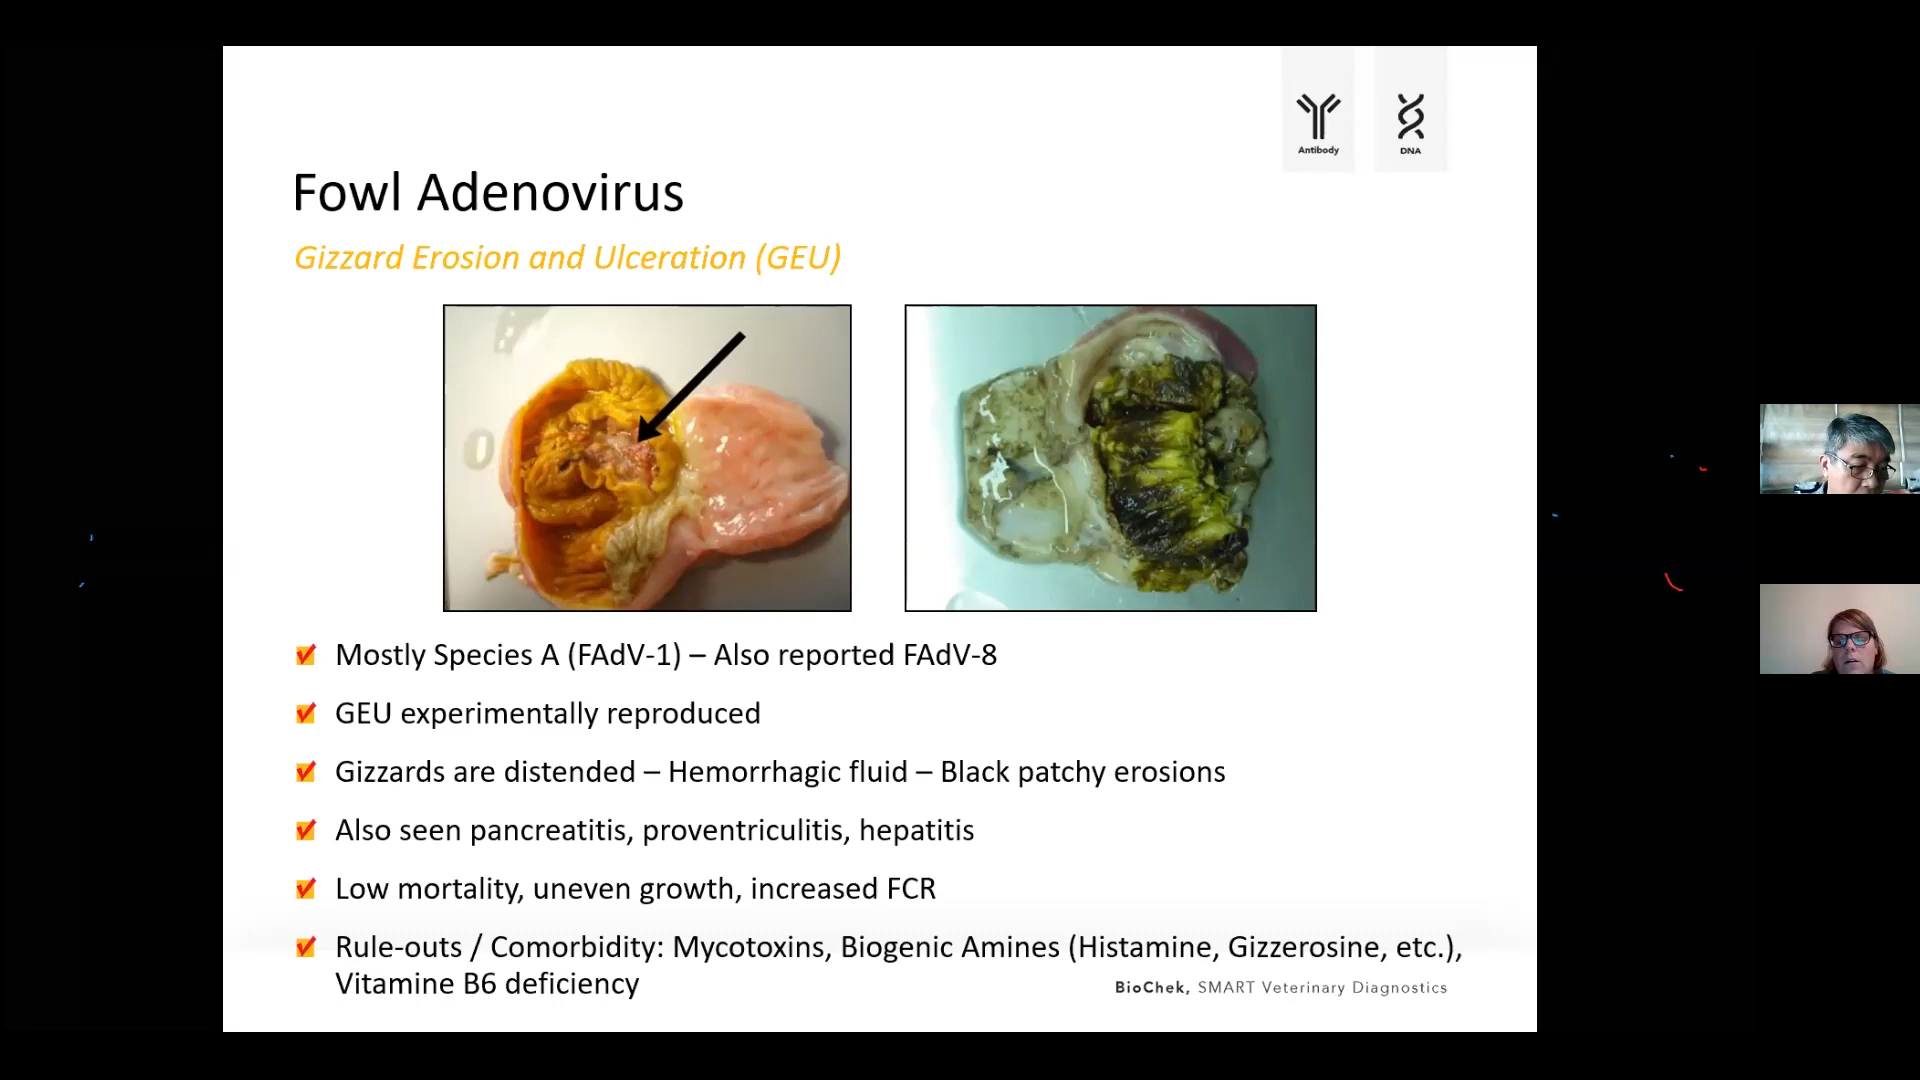 Antibody
DNA
Fowl Adenovirus
Gizzard Erosion and Ulceration (GEU)
Mostly Species A (FAdV-1) – Also reported FAdV-8
GEU experimentally reproduced
Gizzards are distended – Hemorrhagic fluid – Black patchy erosions
Also seen pancreatitis, proventriculitis, hepatitis
Low mortality, uneven growth, increased FCR
Rule-outs / Comorbidity: Mycotoxins, Biogenic Amines (Histamine, Gizzerosine, etc.),
Vitamine B6 deficiency
BioChek, SMART Veterinary Diagnostics